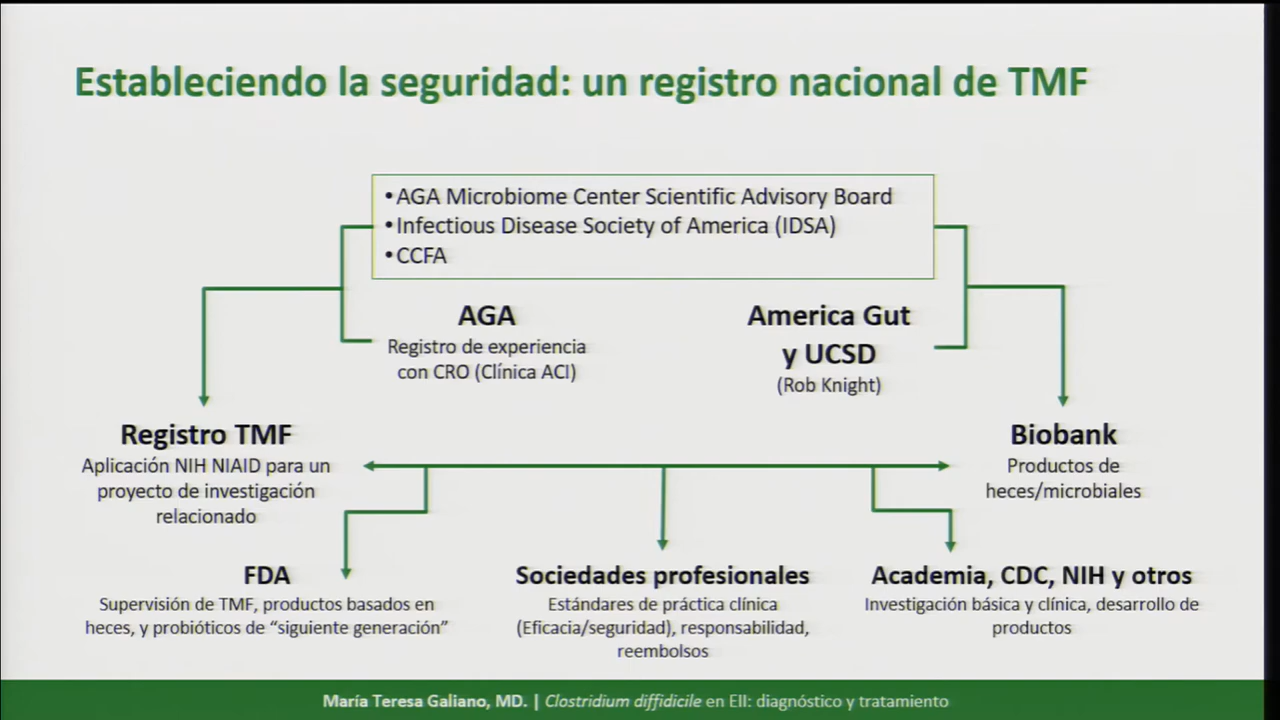 Estableciendo la seguridad: un registro nacional de TMF
•AGA Microbiome Center Scientific Advisory Board
•Infectious Disease Society of America (IDSA)
•CCFA
AGA
Registro de experiencia
con CRO (Clínica ACI)
America Gut
y UCSD
(Rob Knight)
Registro TMF
Aplicación NIH NIAID para un
proyecto de investigación
relacionado
Biobank
Productos de
heces/microbiales
FDA
Supervisión de TMF, productos basados en
heces, y probióticos de “siguiente generación”
Sociedades profesionales
Estándares de práctica clínica
(Eficacia/seguridad), responsabilidad,
reembolsos
Academia, CDC, NIH y otros
Investigación básica y clínica, desarrollo de
productos
María Teresa Galiano, MD. | Clostridium diffidicile en EII: diagnóstico y tratamiento